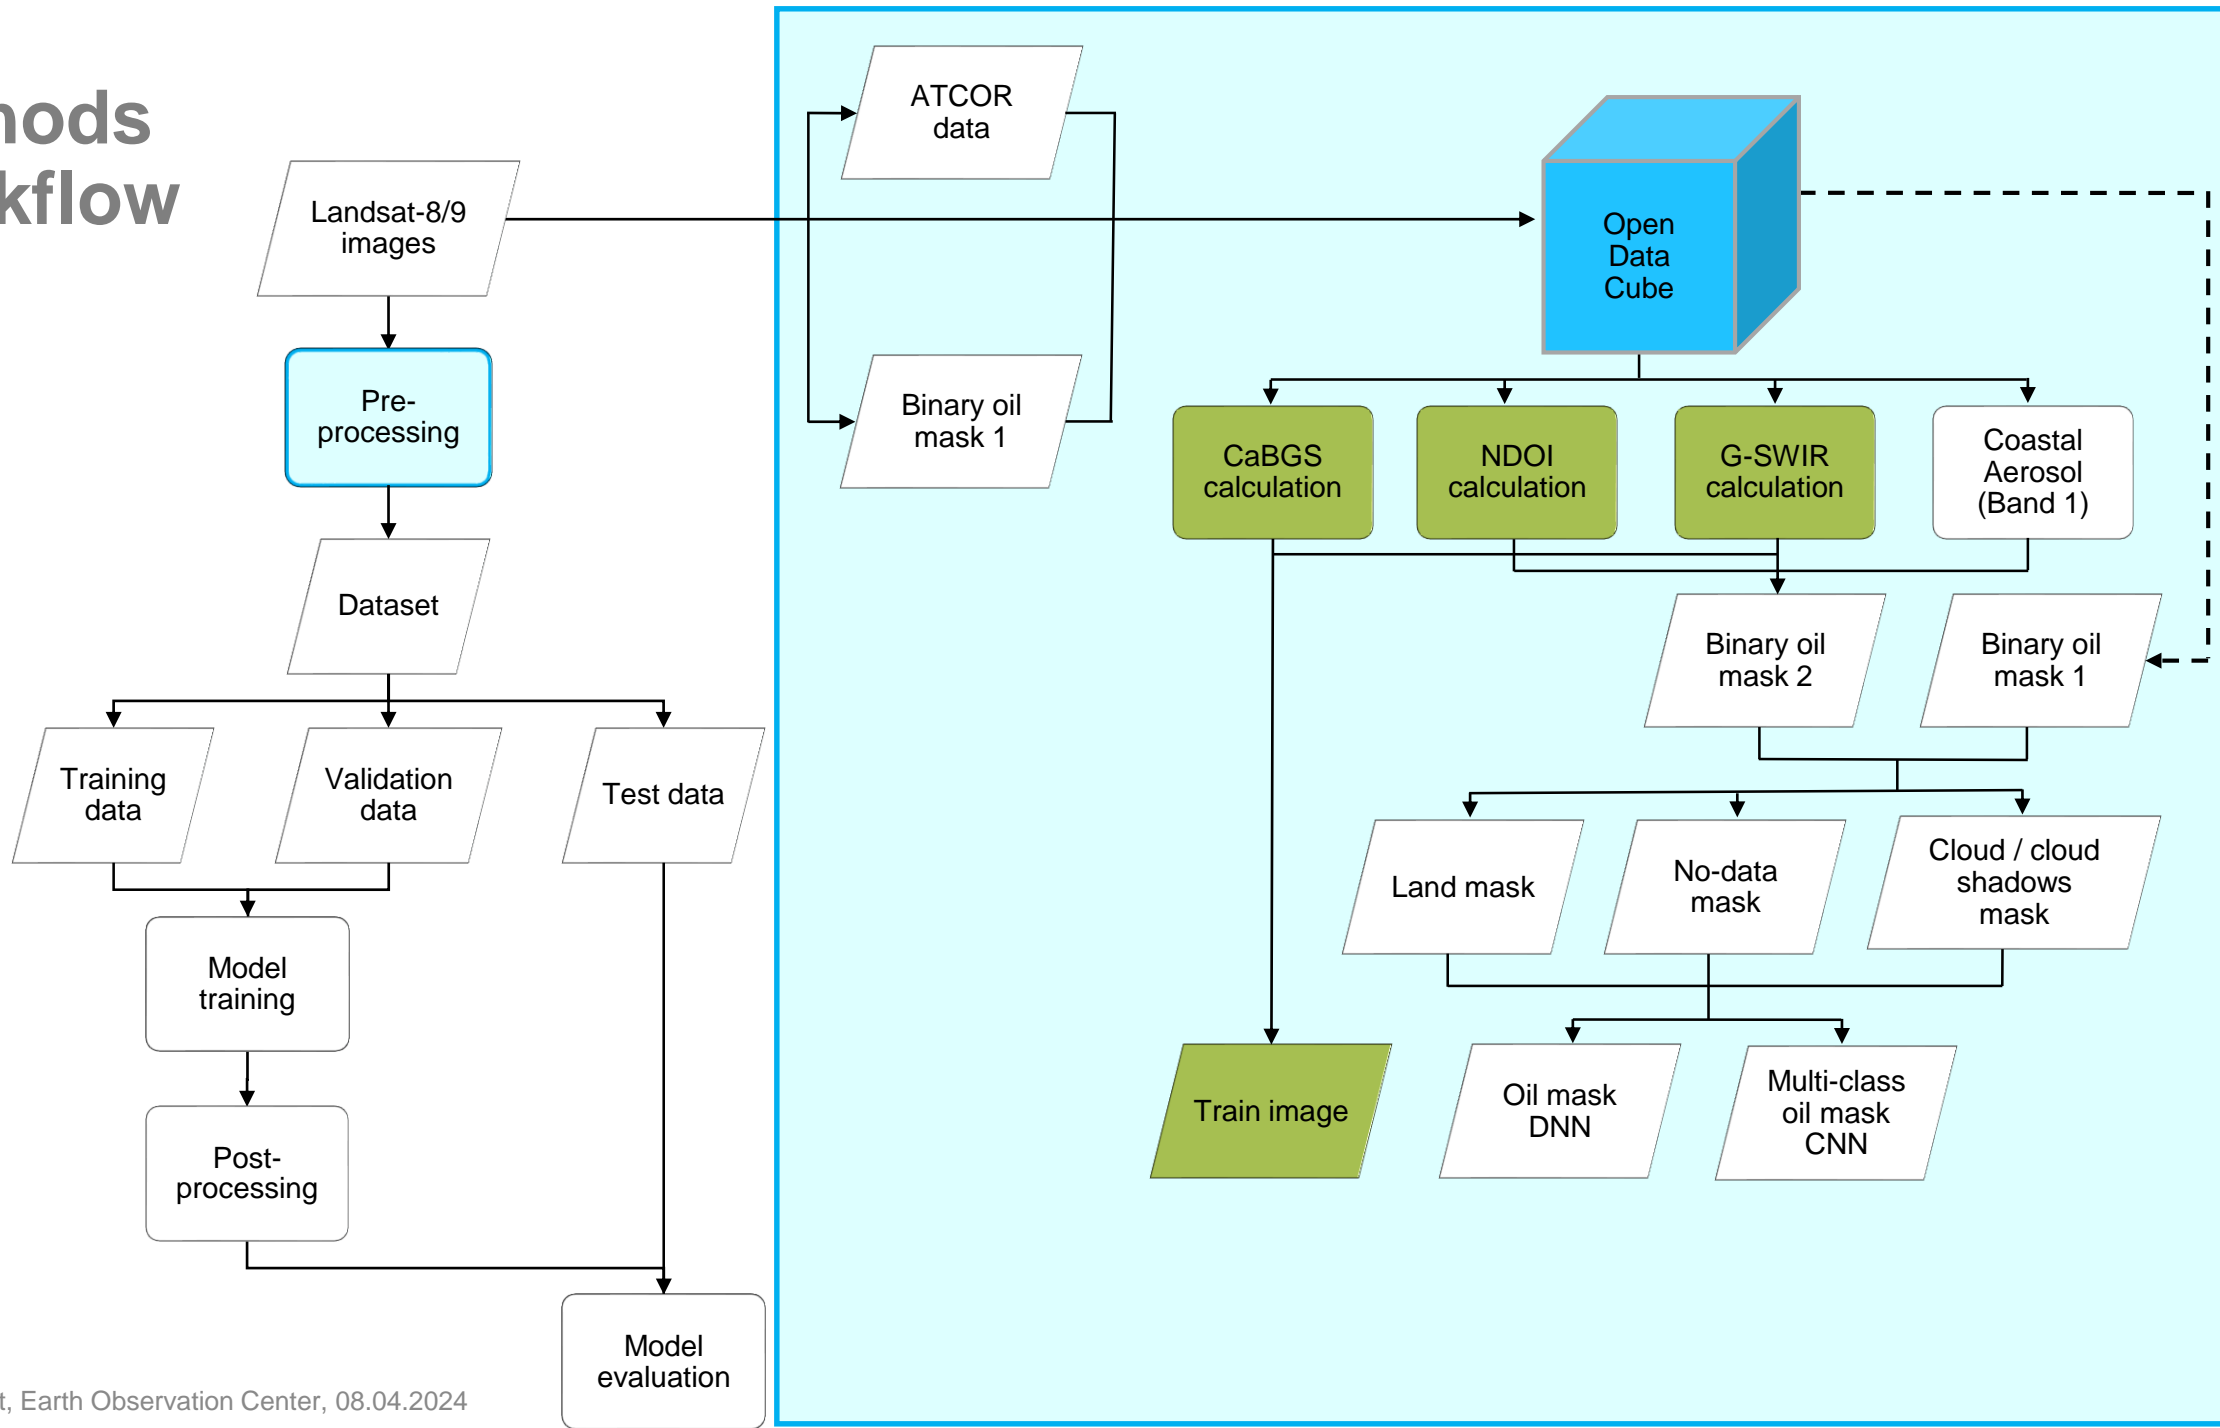 Landsat-8/9
images
Pre-
processing
Dataset
Training
data
Validation
data
Test data
Model
training
Post-
processing
Model
evaluation
ATCOR
data
Binary oil
mask 1
Open
Data
Cube
CaBGS
calculation
NDOI
calculation
G-SWIR
calculation
Coastal
Aerosol
(Band 1)
Binary oil
mask 2
Binary oil
mask 1
Land mask
No-data
mask
Cloud / cloud
shadows
mask
Train image
Oil mask
DNN
Multi-class
oil mask
CNN
Earth Observation Center, 08.04.2024